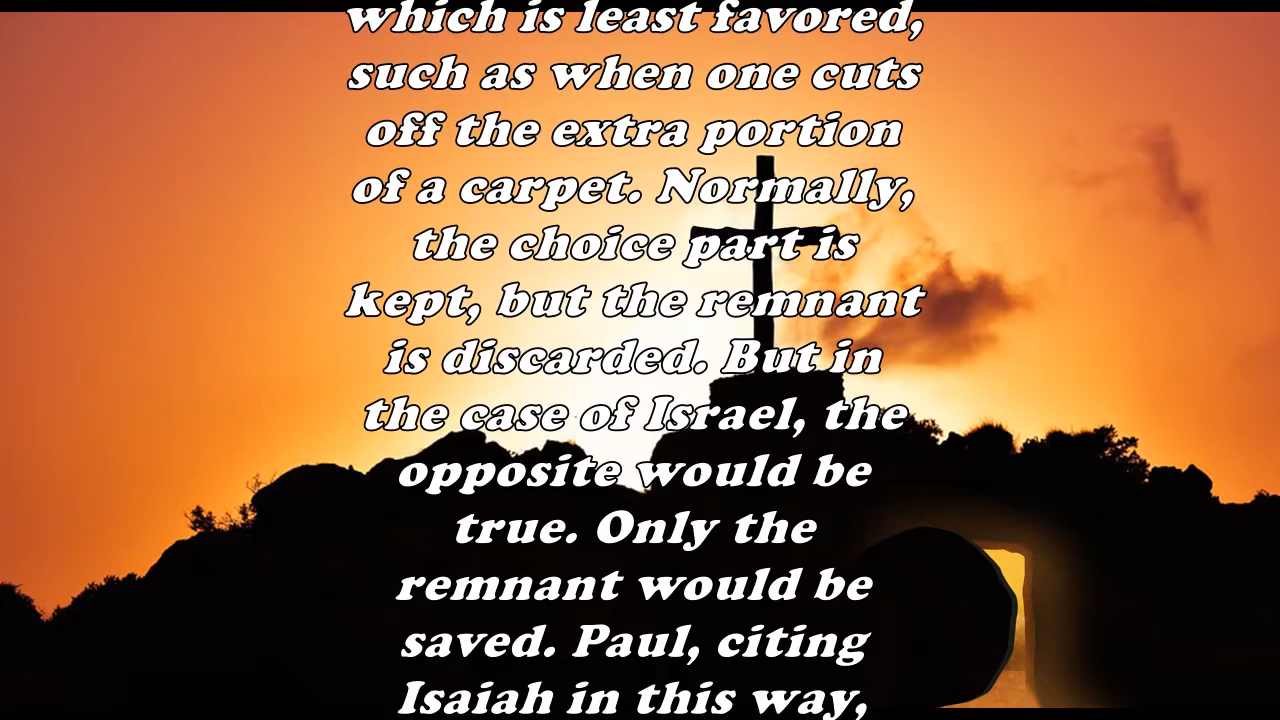 which is least favored,
such as when one cuts
off the extra portion
of a carpet. Normally,
the choice part is
kept, but the remnant
is discarded. But in
the case of Israel, the
opposite would be
true. Only the
remnant would be
saved. Paul, citing
Isaiah in this way,